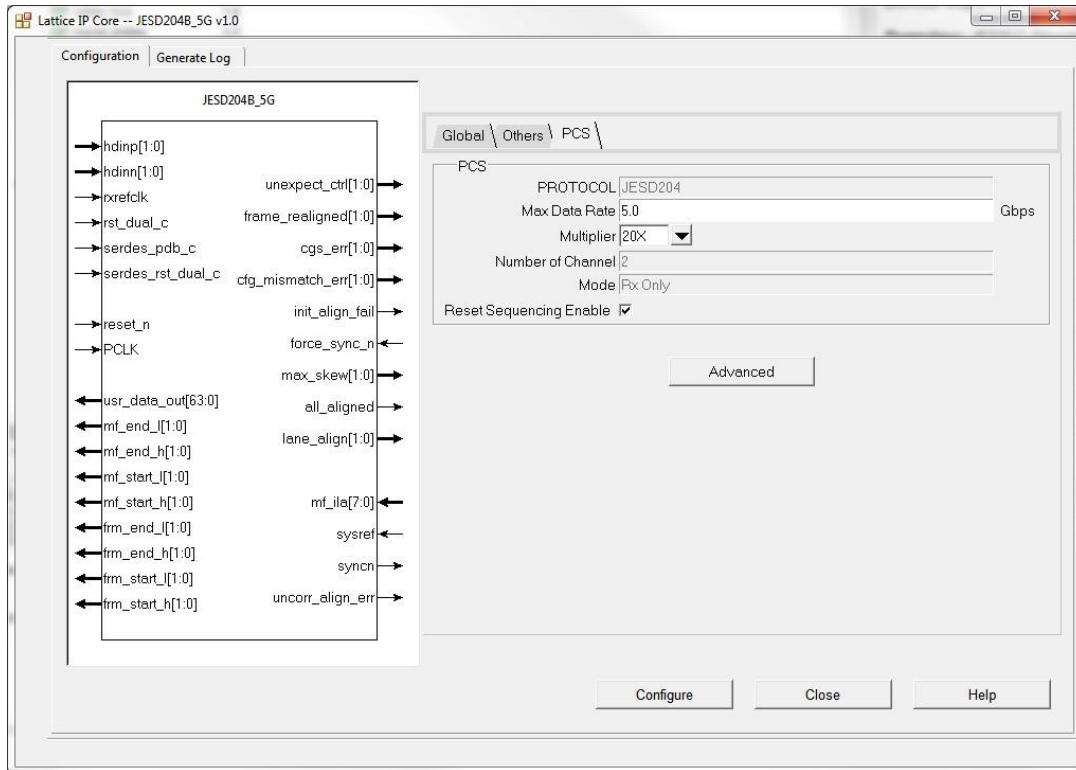 Lattice IP Core -- JESD204B_5G v1.0
Configuration
Generate Log
JESD204B_5G
hdinp[1:0]
hdinn[1:0]
rxrefclk
rst_dual_c
serdes_pdb_c
serdes_rst_dual_c
reset_n
PCLK
usr_data_out[63:0]
mf_end_l[1:0]
mf_end_h[1:0]
mf_start_l[1:0]
mf_start_h[1:0]
frm_end_l[1:0]
frm_end_h[1:0]
frm_start_l[1:0]
frm_start_h[1:0]
unexpect_ctrl[1:0]
frame_realigned[1:0]
cgs_err[1:0]
cfg_mismatch_err[1:0]
init_align_fail
force_sync_n
max_skew[1:0]
all_aligned
lane_align[1:0]
mf_ila[7:0]
sysref
syncn
uncorr_align_err
Global \ Others \ PCS \
PCS
PROTOCOL JESD204
Max Data Rate 5.0 Gbps
Multiplier 20X
Number of Channel 2
Mode Rx Only
Reset Sequencing Enable
Advanced
Configure
Close
Help